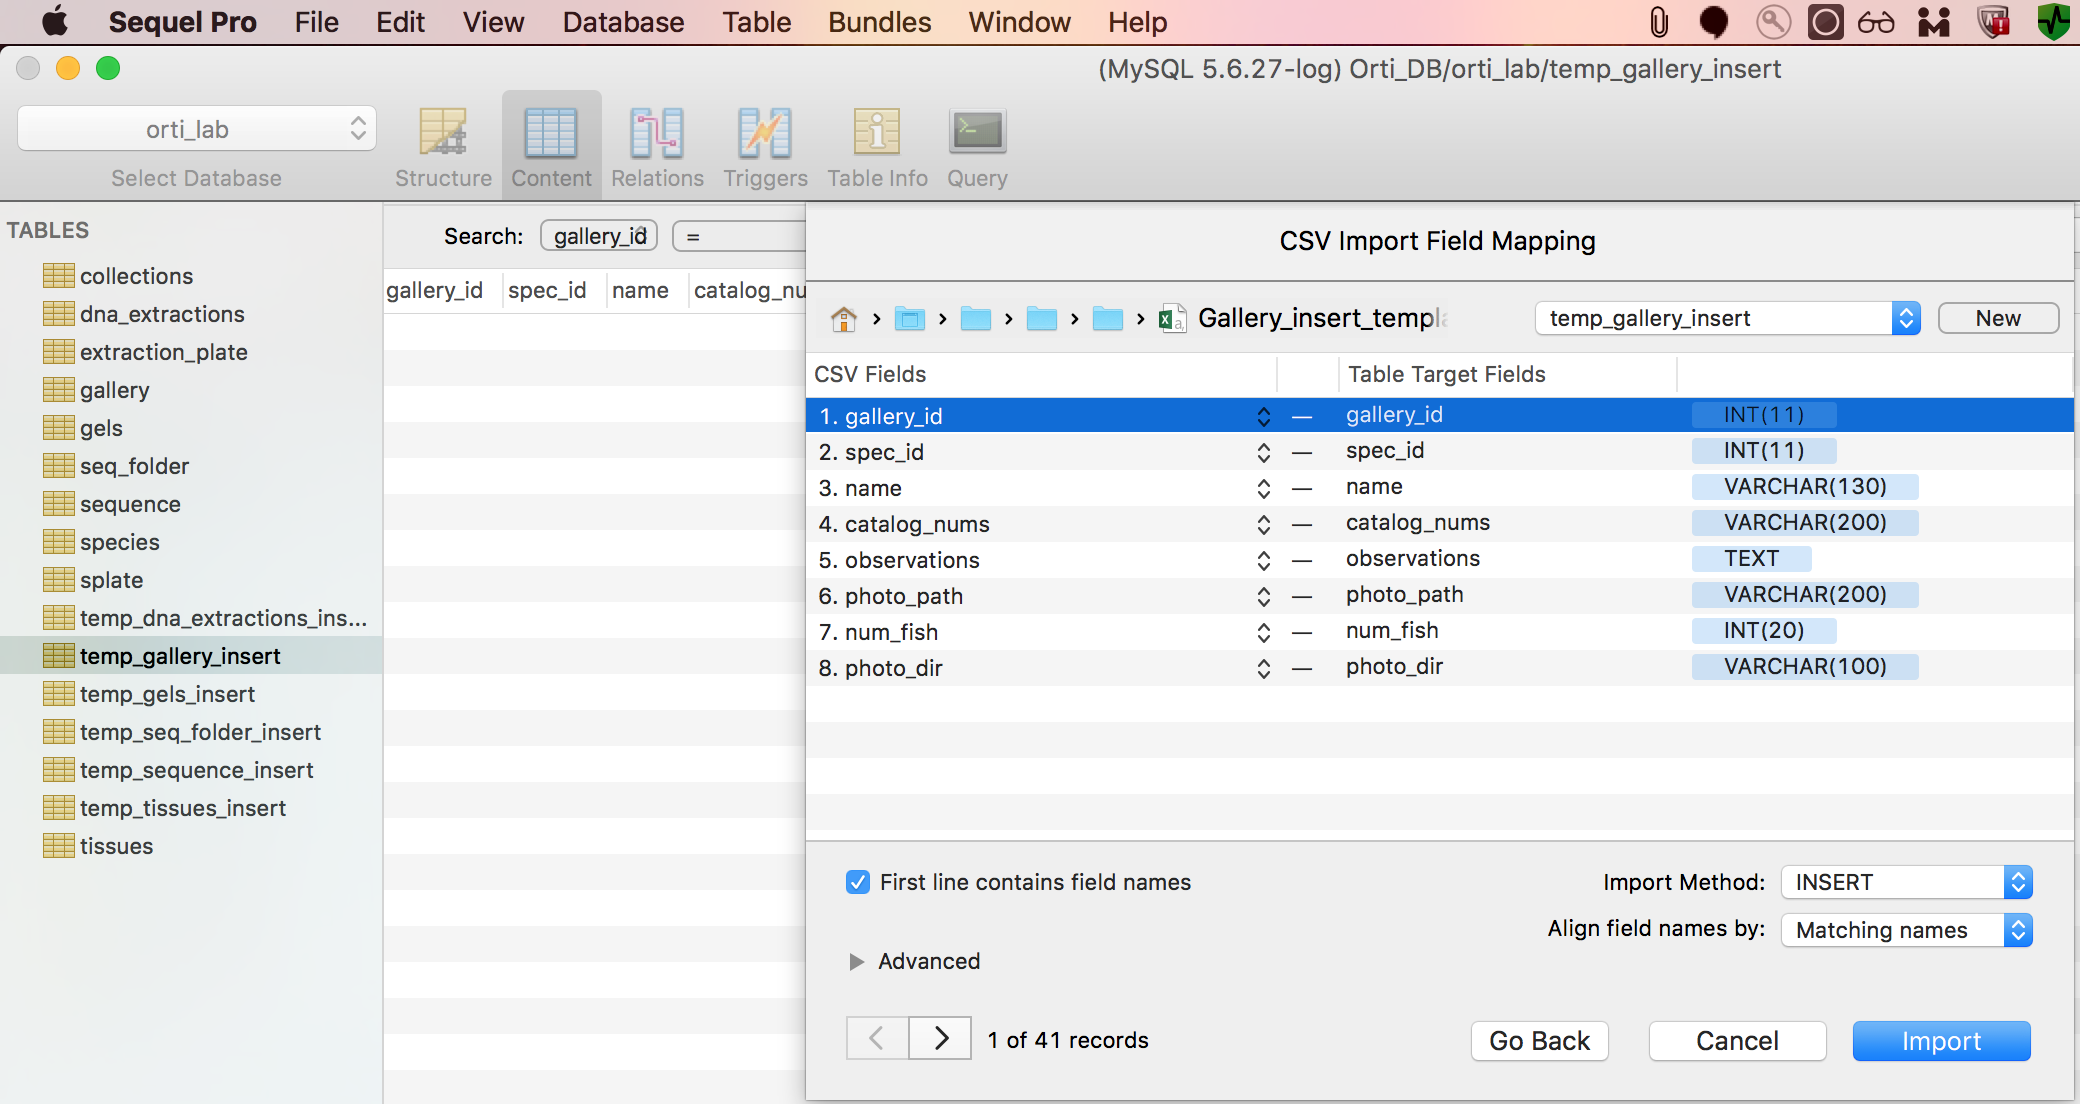 Sequel Pro File Edit View Database Table Bundles Window Help
(MySQL 5.6.27-log) Orti_DB/orti_lab/temp_gallery_insert
orti_lab
Select Database Structure Content Relations Triggers Table Info Query
TABLES
collections
dna_extractions
extraction_plate
gallery
gels
seq_folder
sequence
species
splate
temp_dna_extractions_ins...
temp_gallery_insert
temp_gels_insert
temp_seq_folder_insert
temp_sequence_insert
temp_tissues_insert
tissues
Search: gallery_id =
gallery_id spec_id name catalog_nu
CSV Import Field Mapping
Gallery_insert_templa temp_gallery_insert New
CSV Fields Table Target Fields
1. gallery_id — gallery_id INT(11)
2. spec_id — spec_id INT(11)
3. name — name VARCHAR(130)
4. catalog_nums — catalog_nums VARCHAR(200)
5. observations — observations TEXT
6. photo_path — photo_path VARCHAR(200)
7. num_fish — num_fish INT(20)
8. photo_dir — photo_dir VARCHAR(100)
First line contains field names
Import Method: INSERT
Align field names by: Matching names
Advanced
1 of 41 records
Go Back Cancel Import